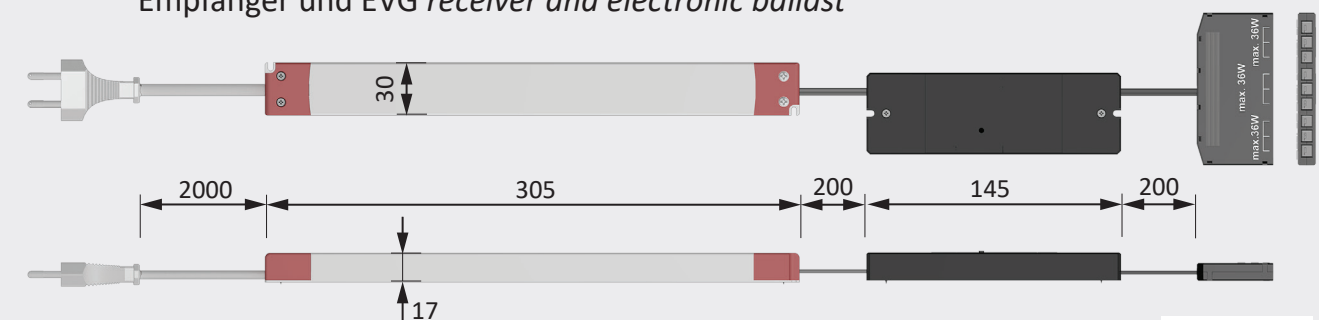 Empfänger und EVG receiver and electronic ballast
30
max. 36W
max. 36W
max.36W
2000
305
200
145
200
17